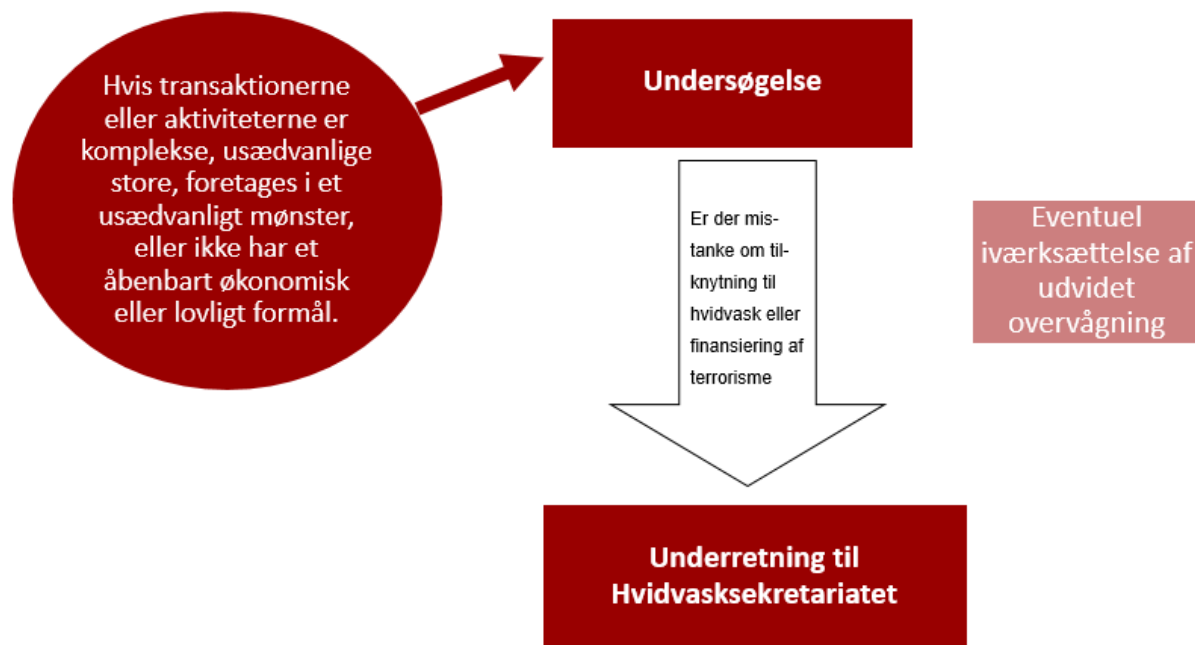 Hvis transaktionerne
eller aktiviteterne er
komplekse, usædvanlige
store, foretages i et
usædvanligt mønster,
eller ikke har et
åbenbart økonomisk
eller lovligt formål.
Undersøgelse
Er der mis-
tanke om til-
knytning til
hvidvask eller
finansiering af
terrorisme
Eventuel
iværksættelse af
udvidet
overvågning
Underretning til
Hvidvasksekretariatet